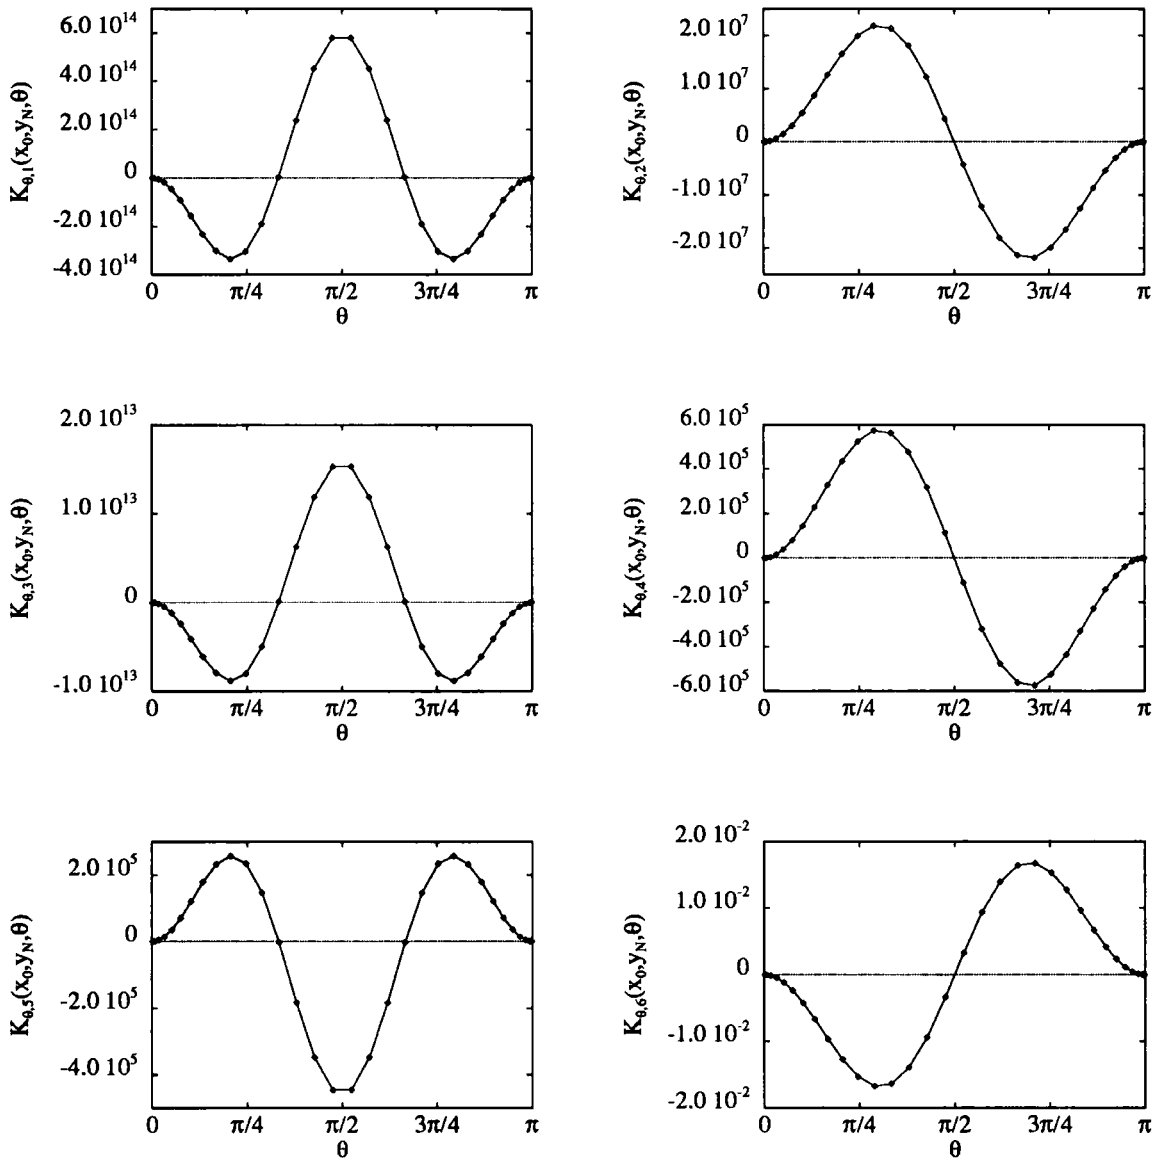 6.0 10^14
4.0 10^14
2.0 10^14
0
-2.0 10^14
-4.0 10^14
K_θ,1(x_0,y_N,θ)
0 π/4 π/2 3π/4 π
θ
2.0 10^7
1.0 10^7
0
-1.0 10^7
-2.0 10^7
K_θ,2(x_0,y_N,θ)
0 π/4 π/2 3π/4 π
θ
2.0 10^13
1.0 10^13
0
-1.0 10^13
K_θ,3(x_0,y_N,θ)
0 π/4 π/2 3π/4 π
θ
6.0 10^5
4.0 10^5
2.0 10^5
0
-2.0 10^5
-4.0 10^5
-6.0 10^5
K_θ,4(x_0,y_N,θ)
0 π/4 π/2 3π/4 π
θ
2.0 10^5
0
-2.0 10^5
-4.0 10^5
K_θ,5(x_0,y_N,θ)
0 π/4 π/2 3π/4 π
θ
2.0 10^-2
1.0 10^-2
0
-1.0 10^-2
-2.0 10^-2
K_θ,6(x_0,y_N,θ)
0 π/4 π/2 3π/4 π
θ